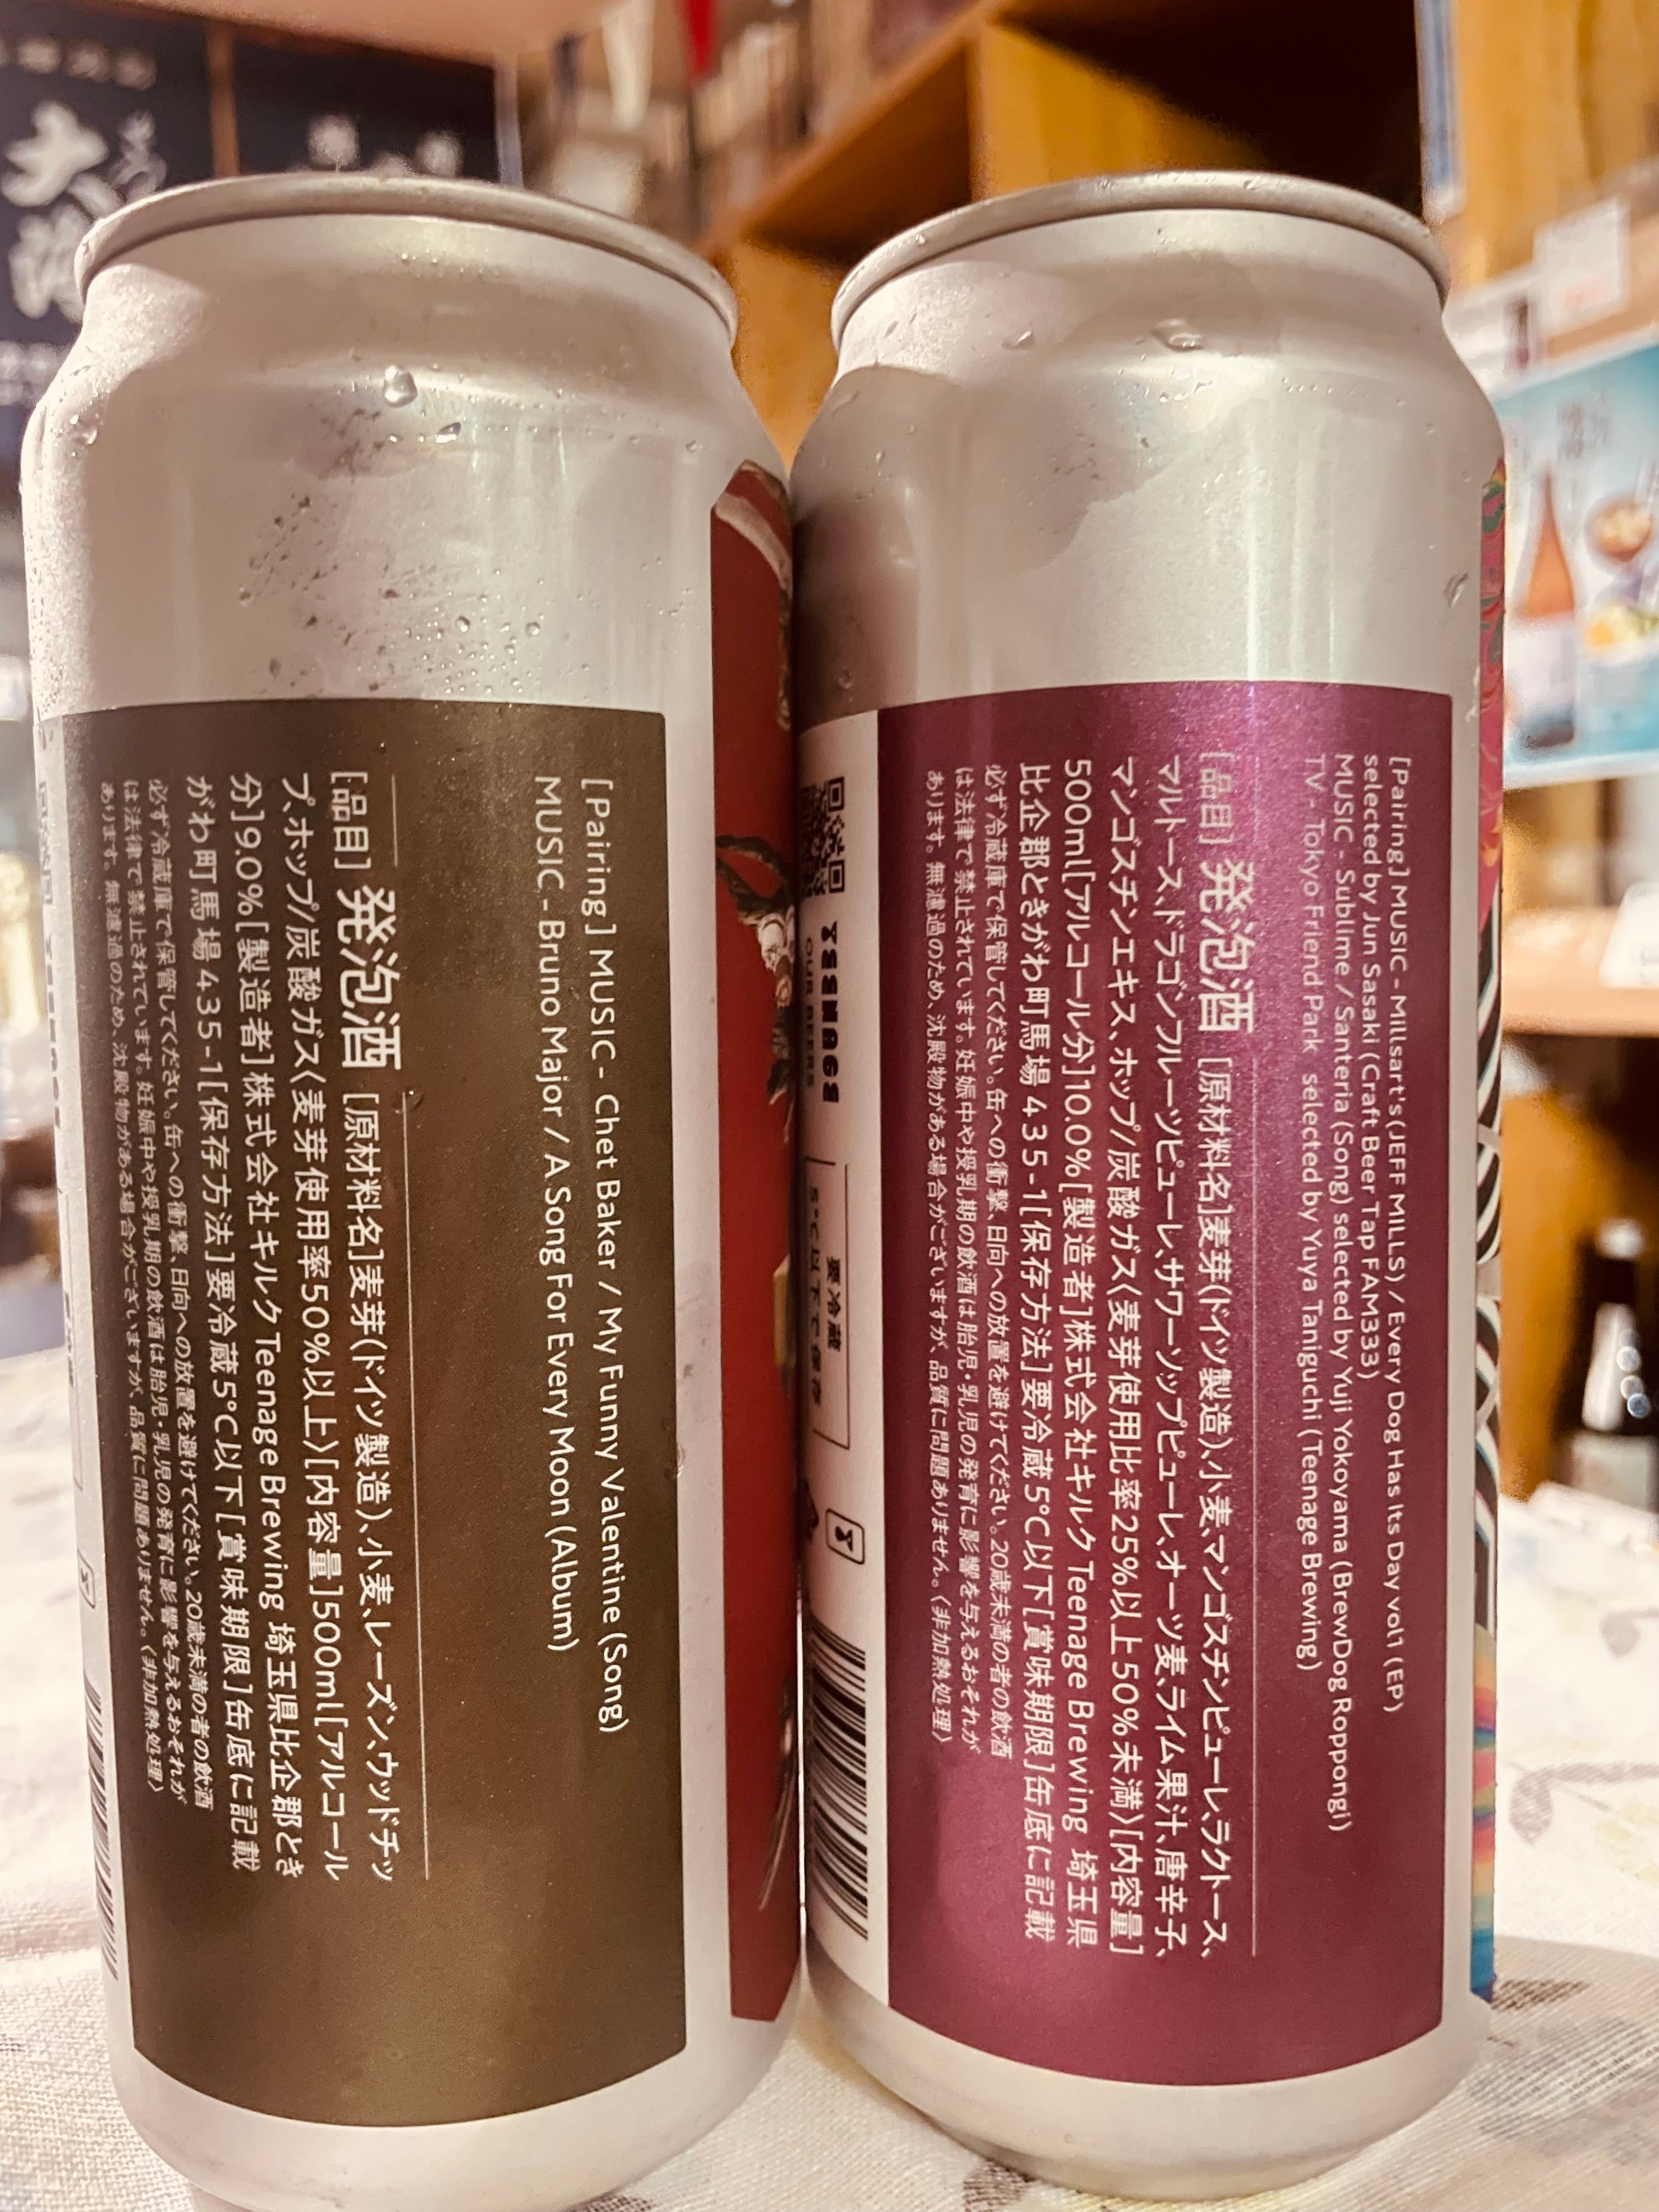 [Pairing] MUSIC - Chet Baker / My Funny Valentine (Song)
MUSIC - Bruno Major / A Song For Every Moon (Album)
[品目] 発泡酒 [原材料名]麦芽(ドイツ製造)、小麦、レーズン、ウッドチッ
プ、ホップ/炭酸ガス〈麦芽使用率50%以上〉[内容量]500ml[アルコール
分]9.0%[製造者]株式会社キルク Teenage Brewing 埼玉県比企郡とき
がわ町馬場435-1[保存方法]要冷蔵5℃以下[賞味期限]缶底に記載
必ず冷蔵庫で保管してください。缶への衝撃、日向への放置を避けてください。20歳未満の者の飲酒
は法律で禁止されています。妊娠中や授乳期の飲酒は胎児・乳児の発育に影響を与えるおそれが
あります。無濾過のため、沈殿物がある場合がございますが、品質に問題ありません。(非加熱処理)
[Pairing] MUSIC - Millsart's (JEFF MILLS) / Every Dog Has Its Day vol1 (EP)
selected by Jun Sasaki (Craft Beer Tap FAM333)
MUSIC - Sublime / Santeria (Song) selected by Yuji Yokoyama (BrewDog Roppongi)
TV - Tokyo Friend Park selected by Yuya Taniguchi (Teenage Brewing)
[品目] 発泡酒 [原材料名]麦芽(ドイツ製造)、小麦、マンゴスチンピューレ、ラクトース、
マルトース、ドラゴンフルーツピューレ、サワーソップピューレ、オーツ麦、ライム果汁、唐辛子、
マンゴスチンエキス、ホップ/炭酸ガス〈麦芽使用比率25%以上50%未満〉[内容量]
500ml[アルコール分]10.0%[製造者]株式会社キルク Teenage Brewing 埼玉県
比企郡ときがわ町馬場435-1[保存方法]要冷蔵5℃以下[賞味期限]缶底に記載
必ず冷蔵庫で保管してください。缶への衝撃、日向への放置を避けてください。20歳未満の者の飲酒
は法律で禁止されています。妊娠中や授乳期の飲酒は胎児・乳児の発育に影響を与えるおそれが
あります。無濾過のため、沈殿物がある場合がございますが、品質に問題ありません。(非加熱処理)
OUR BEERS
要冷蔵
5℃以下で保存
大